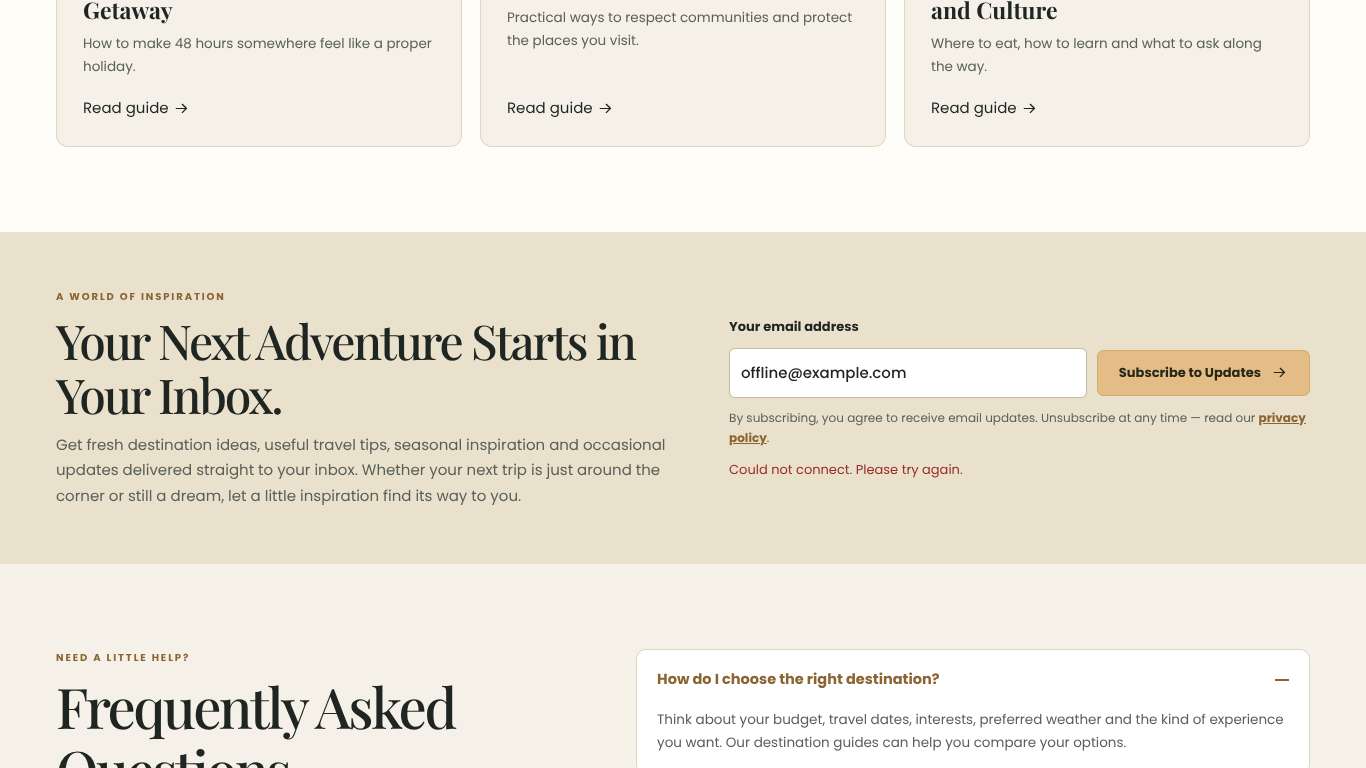 Getaway
How to make 48 hours somewhere feel like a proper
holiday.
Read guide →
Practical ways to respect communities and protect
the places you visit.
Read guide →
and Culture
Where to eat, how to learn and what to ask along
the way.
Read guide →
A WORLD OF INSPIRATION
Your Next Adventure Starts in
Your Inbox.
Get fresh destination ideas, useful travel tips, seasonal inspiration and occasional
updates delivered straight to your inbox. Whether your next trip is just around the
corner or still a dream, let a little inspiration find its way to you.
Your email address
offline@example.com
Subscribe to Updates →
By subscribing, you agree to receive email updates. Unsubscribe at any time — read our privacy
policy.
Could not connect. Please try again.
NEED A LITTLE HELP?
Frequently Asked
Questions
How do I choose the right destination?
Think about your budget, travel dates, interests, preferred weather and the kind of experience
you want. Our destination guides can help you compare your options.